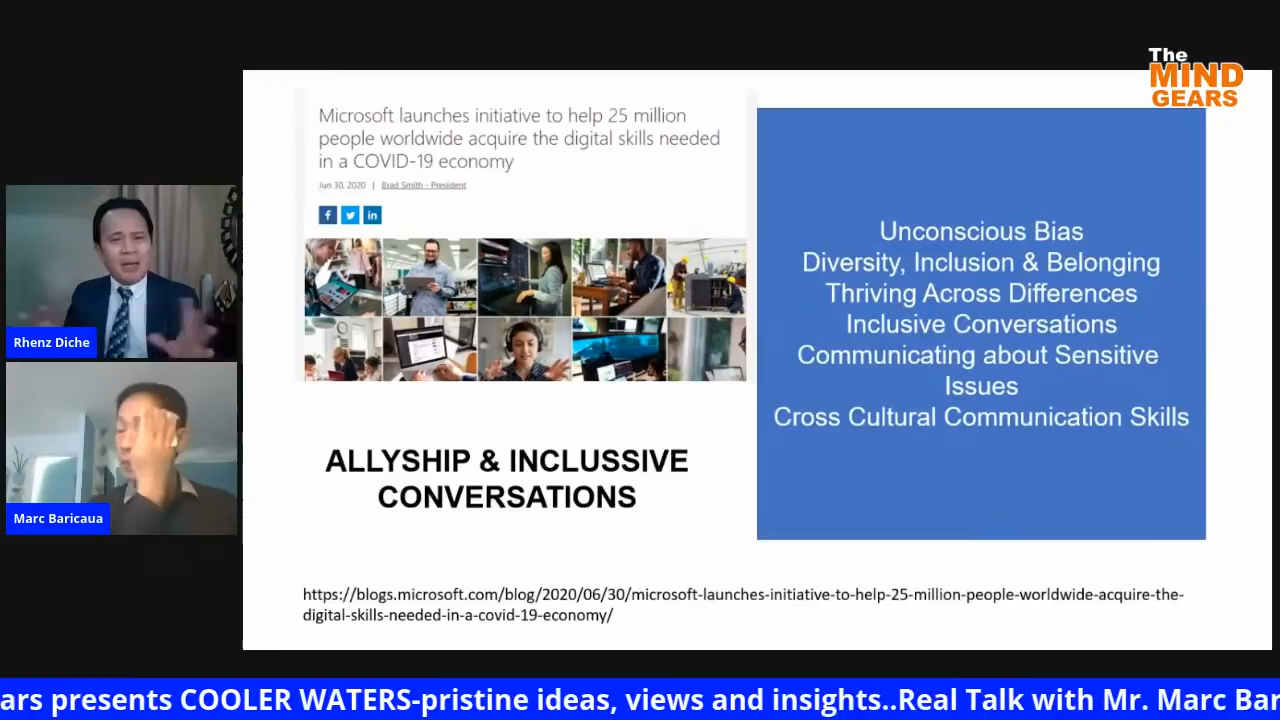 The
MIND
GEARS
Microsoft launches initiative to help 25 million
people worldwide acquire the digital skills needed
in a COVID-19 economy
Jun 30, 2020 | Brad Smith - President
f in
Unconscious Bias
Diversity, Inclusion & Belonging
Thriving Across Differences
Inclusive Conversations
Communicating about Sensitive
Issues
Cross Cultural Communication Skills
Rhenz Diche
Marc Baricaua
ALLYSHIP & INCLUSSIVE
CONVERSATIONS
https://blogs.microsoft.com/blog/2020/06/30/microsoft-launches-initiative-to-help-25-million-people-worldwide-acquire-the-
digital-skills-needed-in-a-covid-19-economy/
ars presents COOLER WATERS-pristine ideas, views and insights..Real Talk with Mr. Marc Bar